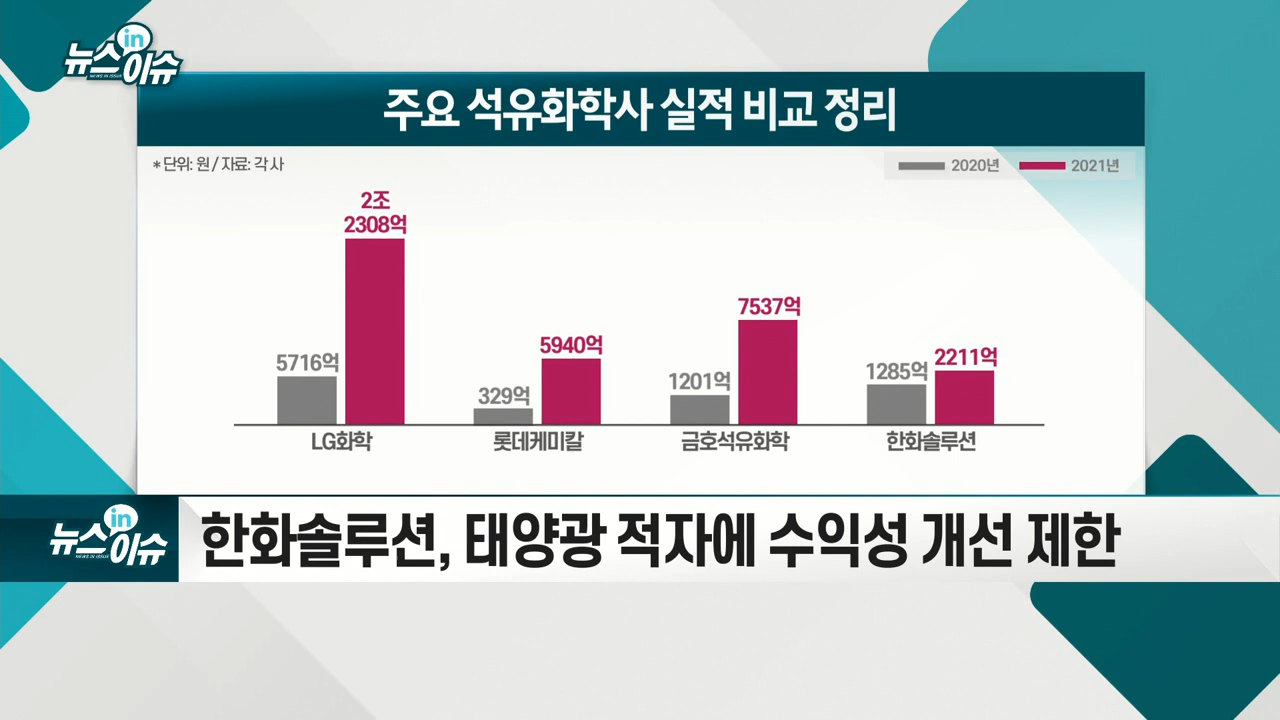 뉴스in이슈
NEWS IN ISSUE
주요 석유화학사 실적 비교 정리
*단위: 원 / 자료: 각 사
2020년 2021년
2조
2308억
5716억
329억
5940억
1201억
7537억
1285억
2211억
LG화학 롯데케미칼 금호석유화학 한화솔루션
뉴스in이슈
NEWS IN ISSUE
한화솔루션, 태양광 적자에 수익성 개선 제한